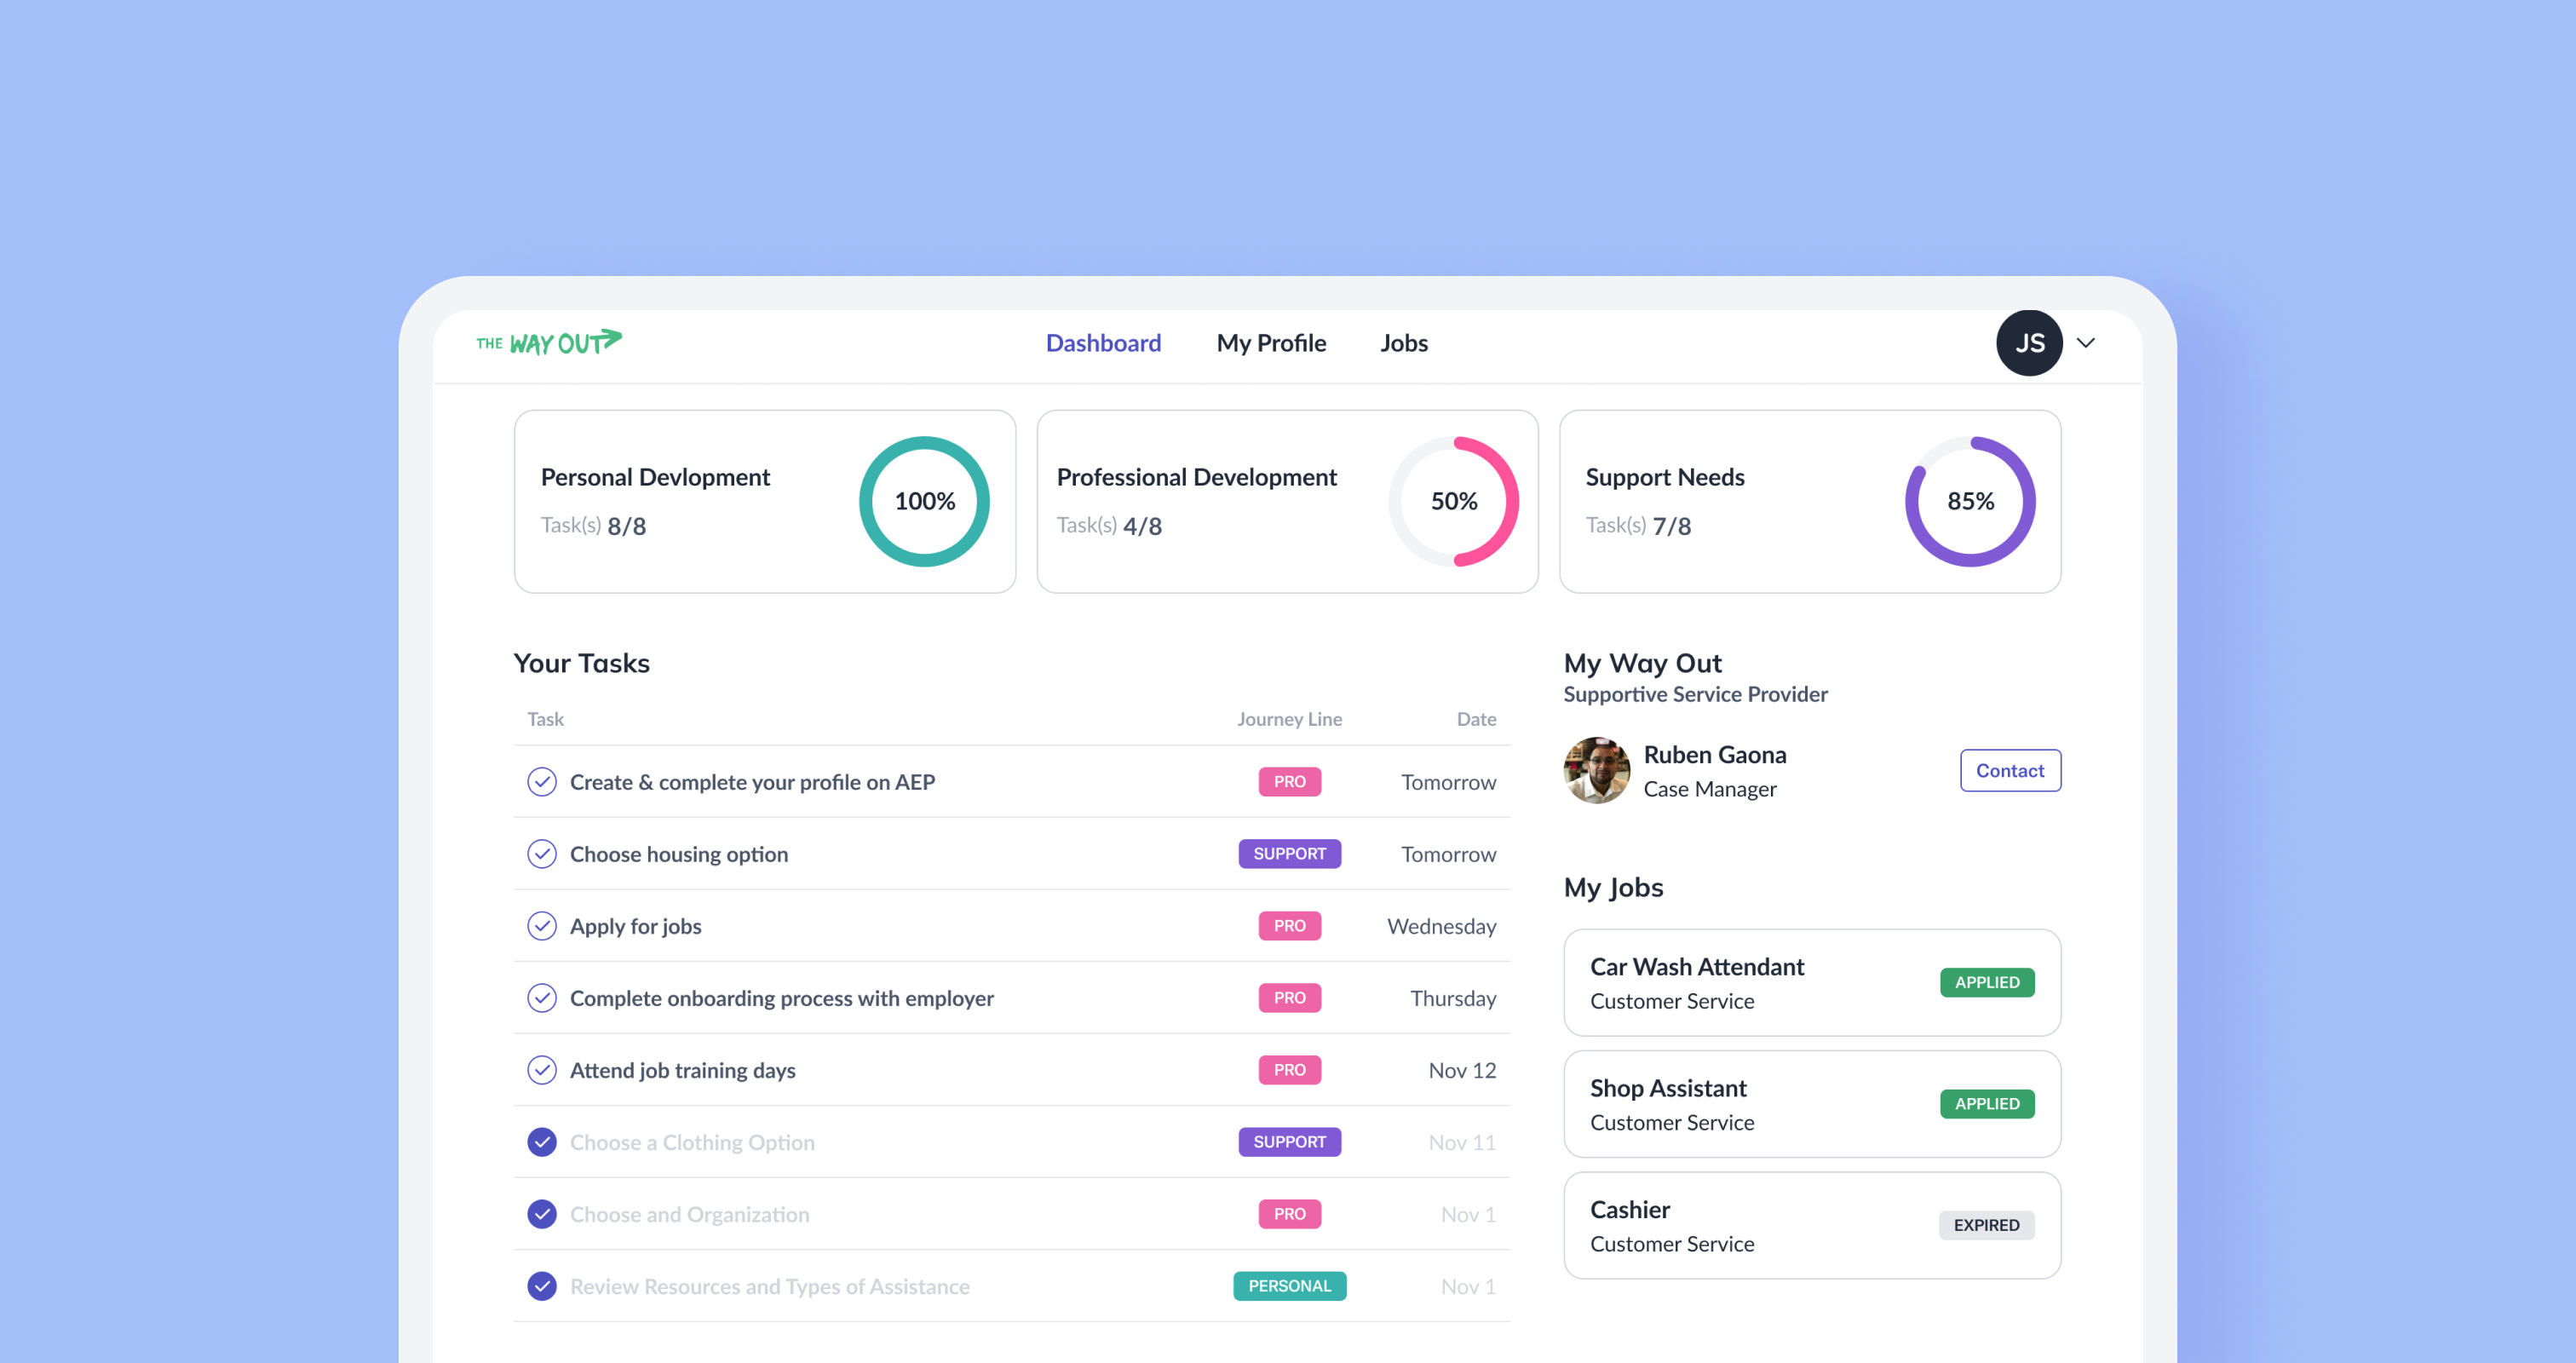 THE WAY OUT
Dashboard
My Profile
Jobs
JS
Personal Devlopment
Task(s) 8/8
100%
Professional Development
Task(s) 4/8
50%
Support Needs
Task(s) 7/8
85%
Your Tasks
Task Journey Line Date
Create & complete your profile on AEP PRO Tomorrow
Choose housing option SUPPORT Tomorrow
Apply for jobs PRO Wednesday
Complete onboarding process with employer PRO Thursday
Attend job training days PRO Nov 12
Choose a Clothing Option SUPPORT Nov 11
Choose and Organization PRO Nov 1
Review Resources and Types of Assistance PERSONAL Nov 1
My Way Out
Supportive Service Provider
Ruben Gaona
Case Manager
Contact
My Jobs
Car Wash Attendant
Customer Service
APPLIED
Shop Assistant
Customer Service
APPLIED
Cashier
Customer Service
EXPIRED